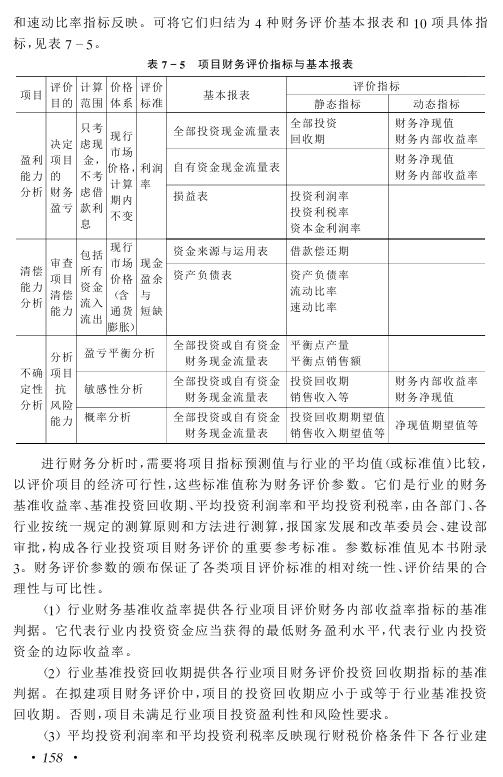 和速动比率指标反映。可将它们归结为 4 种财务评价基本报表和 10 项具体指
标,见表 7－5。
表 7－5 项目财务评价指标与基本报表
项目 评价目的 计算范围 价格体系 评价标准 基本报表 评价指标
静态指标 动态指标
盈利能力分析 决定项目的财务盈亏 只考虑现金,不考虑借款利息 现行市场价格,计算期内不变 利润率
全部投资现金流量表 全部投资回收期 财务净现值 财务内部收益率
自有资金现金流量表 财务净现值 财务内部收益率
损益表 投资利润率 投资利税率 资本金利润率
清偿能力分析 审查项目清偿能力 包括所有资金流入流出 现行市场价格(含通货膨胀) 现金盈余与短缺
资金来源与运用表 借款偿还期
资产负债表 资产负债率 流动比率 速动比率
不确定性分析 分析项目抗风险能力
盈亏平衡分析 全部投资或自有资金财务现金流量表 平衡点产量 平衡点销售额
敏感性分析 全部投资或自有资金财务现金流量表 投资回收期 销售收入等 财务内部收益率 财务净现值
概率分析 全部投资或自有资金财务现金流量表 投资回收期期望值 销售收入期望值等 净现值期望值等
进行财务分析时,需要将项目指标预测值与行业的平均值(或标准值)比较,
以评价项目的经济可行性,这些标准值称为财务评价参数。它们是行业的财务
基准收益率、基准投资回收期、平均投资利润率和平均投资利税率,由各部门、各
行业按统一规定的测算原则和方法进行测算,报国家发展和改革委员会、建设部
审批,构成各行业投资项目财务评价的重要参考标准。参数标准值见本书附录
3。财务评价参数的颁布保证了各类项目评价标准的相对统一性、评价结果的合
理性与可比性。
(1) 行业财务基准收益率提供各行业项目评价财务内部收益率指标的基准
判据。它代表行业内投资资金应当获得的最低财务盈利水平,代表行业内投资
资金的边际收益率。
(2) 行业基准投资回收期提供各行业项目财务评价投资回收期指标的基准
判据。在拟建项目财务评价中,项目的投资回收期应小于或等于行业基准投资
回收期。否则,项目未满足行业项目投资盈利性和风险性要求。
(3) 平均投资利润率和平均投资利税率反映现行财税价格条件下各行业建
· 158 ·